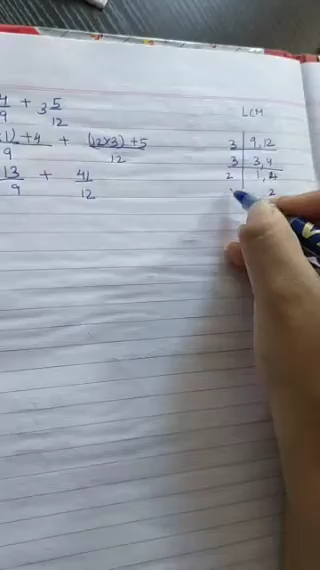 4/9 + 3 5/12
1) + 4 / 9 + (12×3) + 5 / 12
13/9 + 41/12
LCM
3 | 9, 12
3 | 3, 4
2 | 1, 4
2